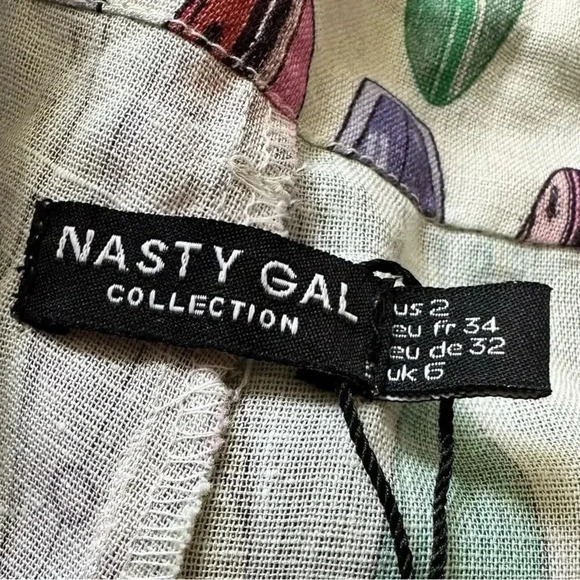 NASTY GAL
COLLECTION
us 2
eu fr 34
eu de 32
uk 6